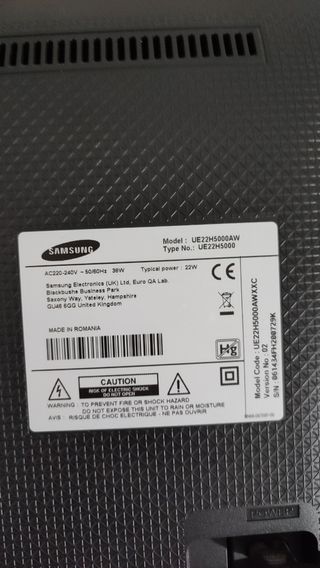 SAMSUNG
Model : UE22H5000AW
Type No.: UE22H5000
AC220-240V ~ 50/60Hz 36W Typical power : 22W
Samsung Electronics (UK) Ltd, Euro QA Lab.
Blackbushe Business Park
Saxony Way, Yateley, Hampshire
GU46 6GG United Kingdom
CE
MADE IN ROMANIA
Hg
CAUTION
RISK OF ELECTRIC SHOCK
DO NOT OPEN
WARNING : TO PREVENT FIRE OR SHOCK HAZARD
DO NOT EXPOSE THIS UNIT TO RAIN OR MOISTURE
AVIS : RISQUE DE CHOC ELECTRIQUE - NE PAS OUVRIR
Model Code : UE22H5000AWXXC
Version No : 02
POWER